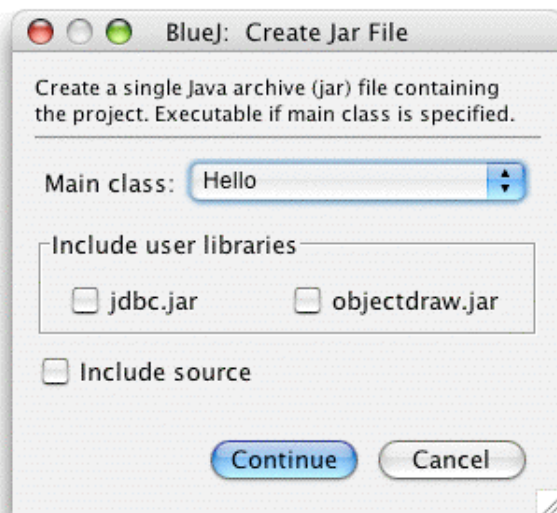 BlueJ: Create Jar File
Create a single Java archive (jar) file containing
the project. Executable if main class is specified.
Main class: Hello
Include user libraries
jdbc.jar objectdraw.jar
Include source
Continue Cancel